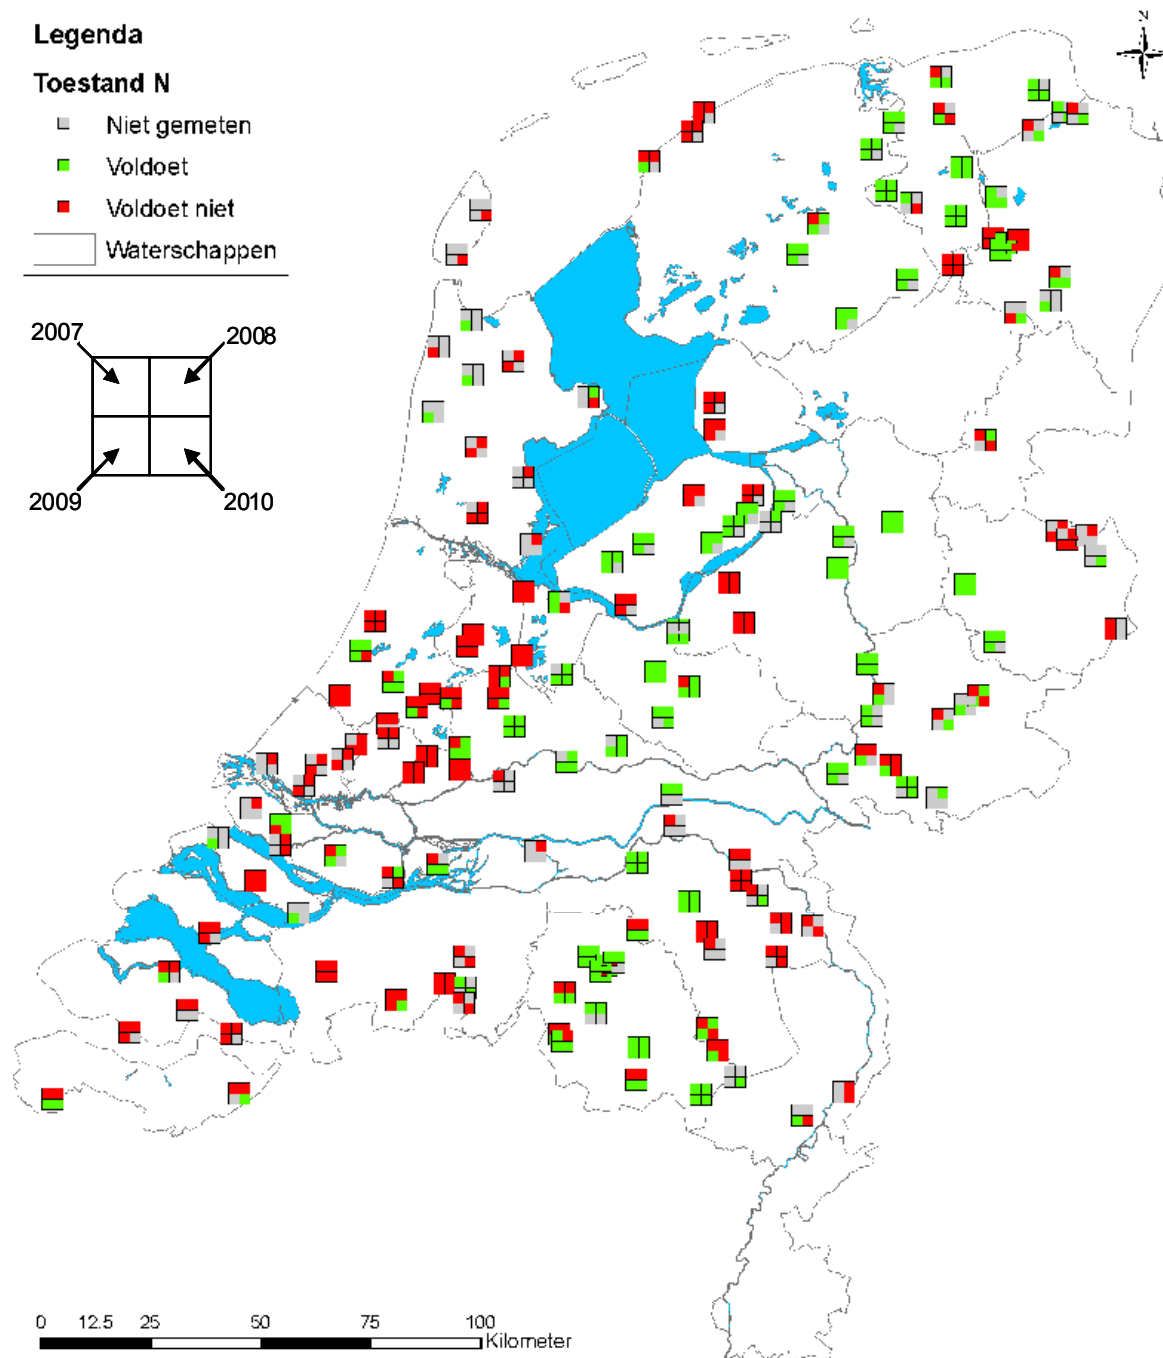 Legenda
Toestand N
Niet gemeten
Voldoet
Voldoet niet
Waterschappen
2007
2008
2009
2010
N
0 12.5 25 50 75 100
Kilometer